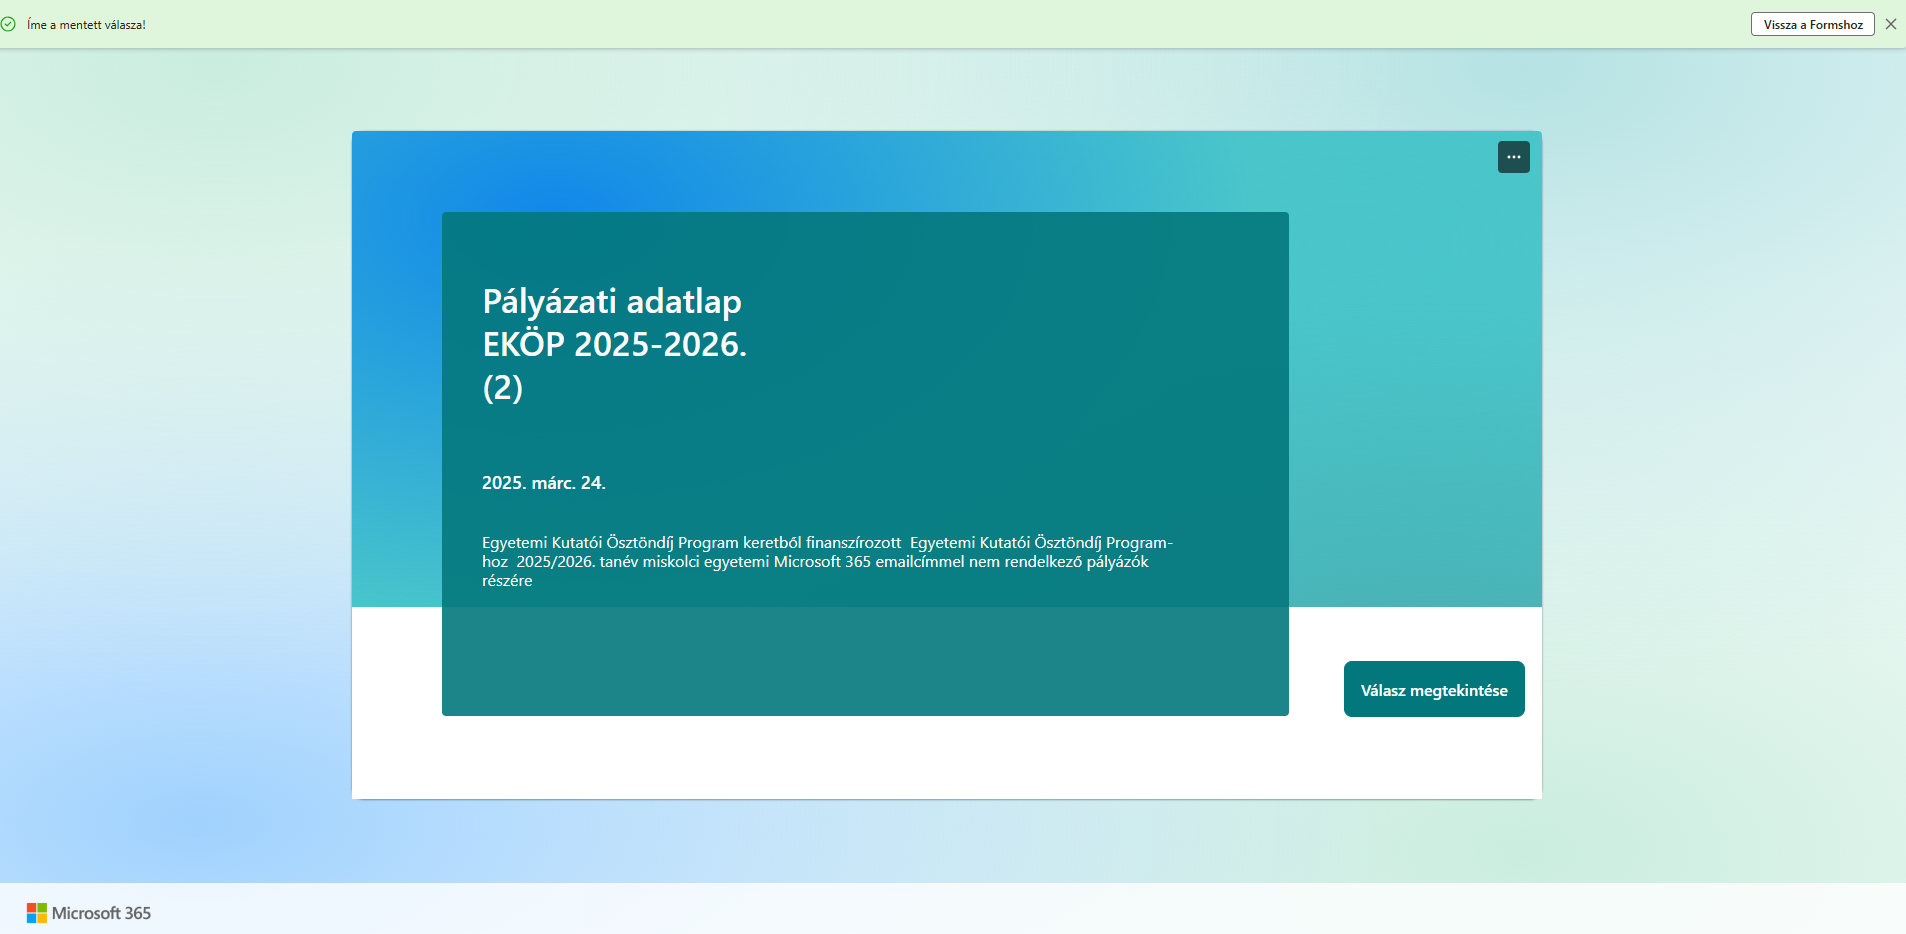 Íme a mentett válasza!
Vissza a Formshoz
Pályázati adatlap
EKÖP 2025-2026.
(2)
2025. márc. 24.
Egyetemi Kutatói Ösztöndíj Program keretből finanszírozott  Egyetemi Kutatói Ösztöndíj Program-
hoz  2025/2026. tanév miskolci egyetemi Microsoft 365 emailcímmel nem rendelkező pályázók
részére
Válasz megtekintése
Microsoft 365